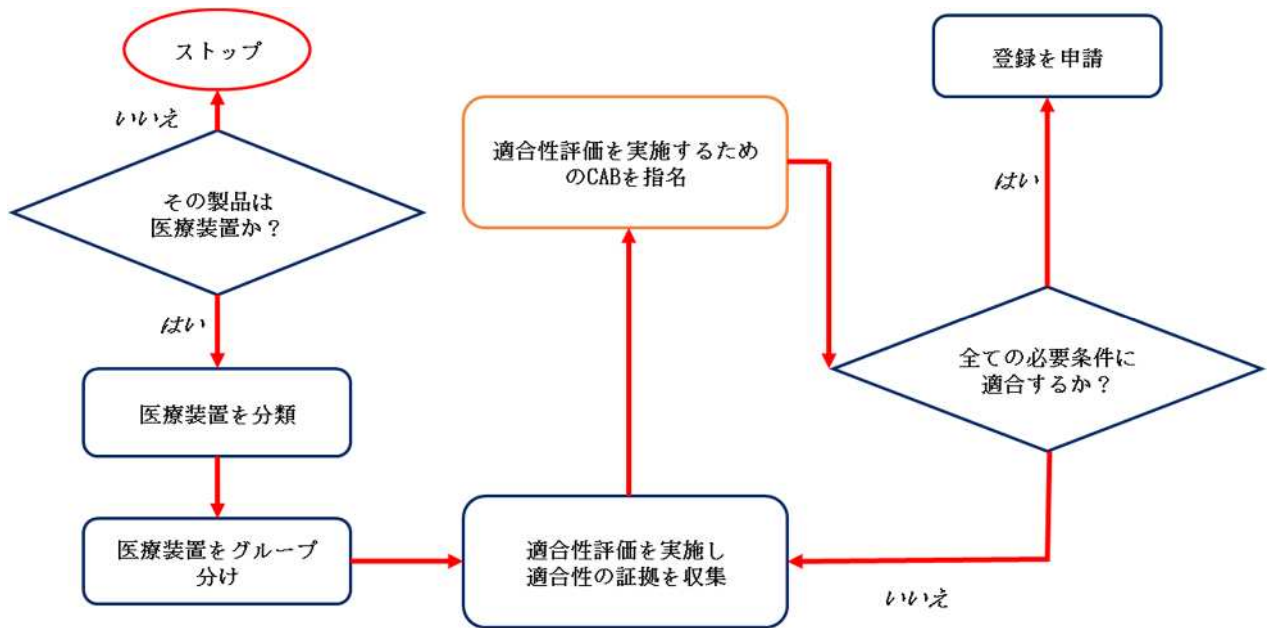 ストップ
いいえ
その製品は
医療装置か？
はい
医療装置を分類
医療装置をグループ
分け
適合性評価を実施し
適合性の証拠を収集
適合性評価を実施するため
のCABを指名
全ての必要条件に
適合するか？
はい
登録を申請
いいえ